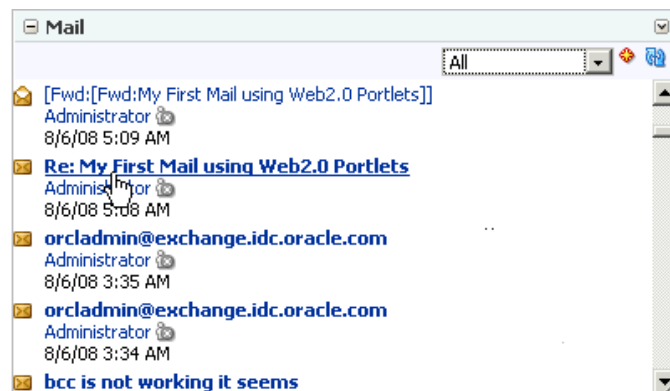 Mail
All
[Fwd:[Fwd:My First Mail using Web2.0 Portlets]]
Administrator
8/6/08 5:09 AM
Re: My First Mail using Web2.0 Portlets
Administrator
8/6/08 5:08 AM
orcladmin@exchange.idc.oracle.com
Administrator
8/6/08 3:35 AM
orcladmin@exchange.idc.oracle.com
Administrator
8/6/08 3:34 AM
bcc is not working it seems